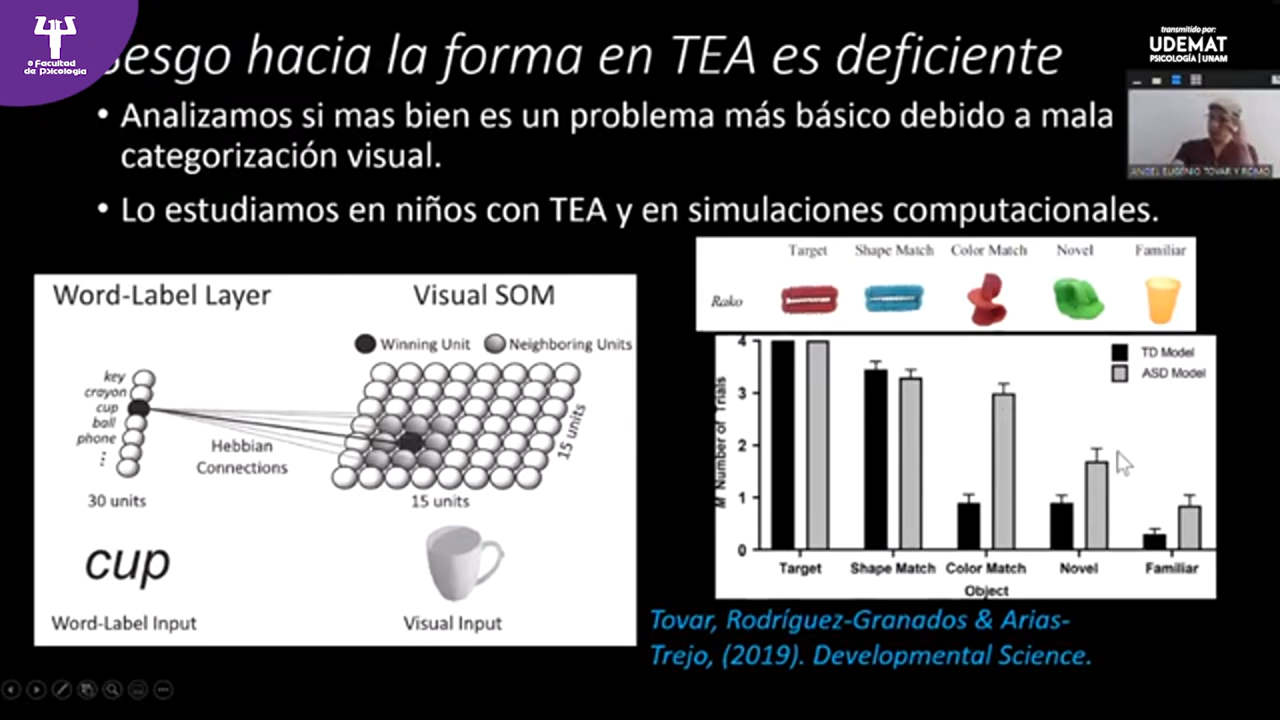 Facultad
de Psicología
sesgo hacia la forma en TEA es deficiente
transmitido por:
UDEMAT
PSICOLOGÍA | UNAM
• Analizamos si mas bien es un problema más básico debido a mala
categorización visual.
ANGEL EUGENIO TOVAR Y ROMO
• Lo estudiamos en niños con TEA y en simulaciones computacionales.
Word-Label Layer
Visual SOM
Winning Unit
Neighboring Units
key
crayon
cup
ball
phone
⋮
Hebbian
Connections
15 units
30 units
15 units
cup
Word-Label Input
Visual Input
Target Shape Match Color Match Novel Familiar
Rako
TD Model
ASD Model
M Number of Trials
4
3
2
1
0
Target Shape Match Color Match Novel Familiar
Object
Tovar, Rodríguez-Granados & Arias-
Trejo, (2019). Developmental Science.